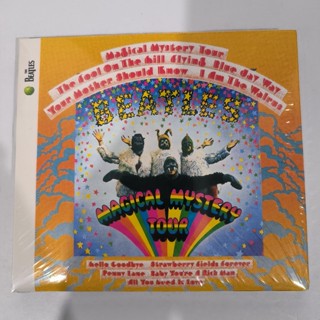 THE
BEATLES
Magical Mystery Tour
The Fool On The Hill Flying Blue Jay Way
Your Mother Should Know I Am The Walrus
BEATLES
MAGICAL MYSTERY
TOUR
Hello Goodbye Strawberry Fields Forever
Penny Lane Baby You're A Rich Man
All You Need Is Love